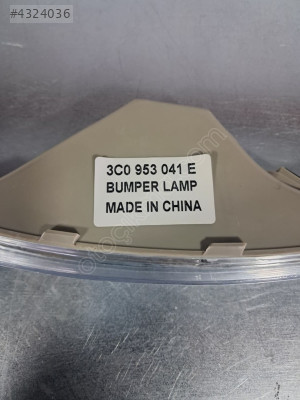 #4324036
3C0 953 041 E
BUMPER LAMP
MADE IN CHINA